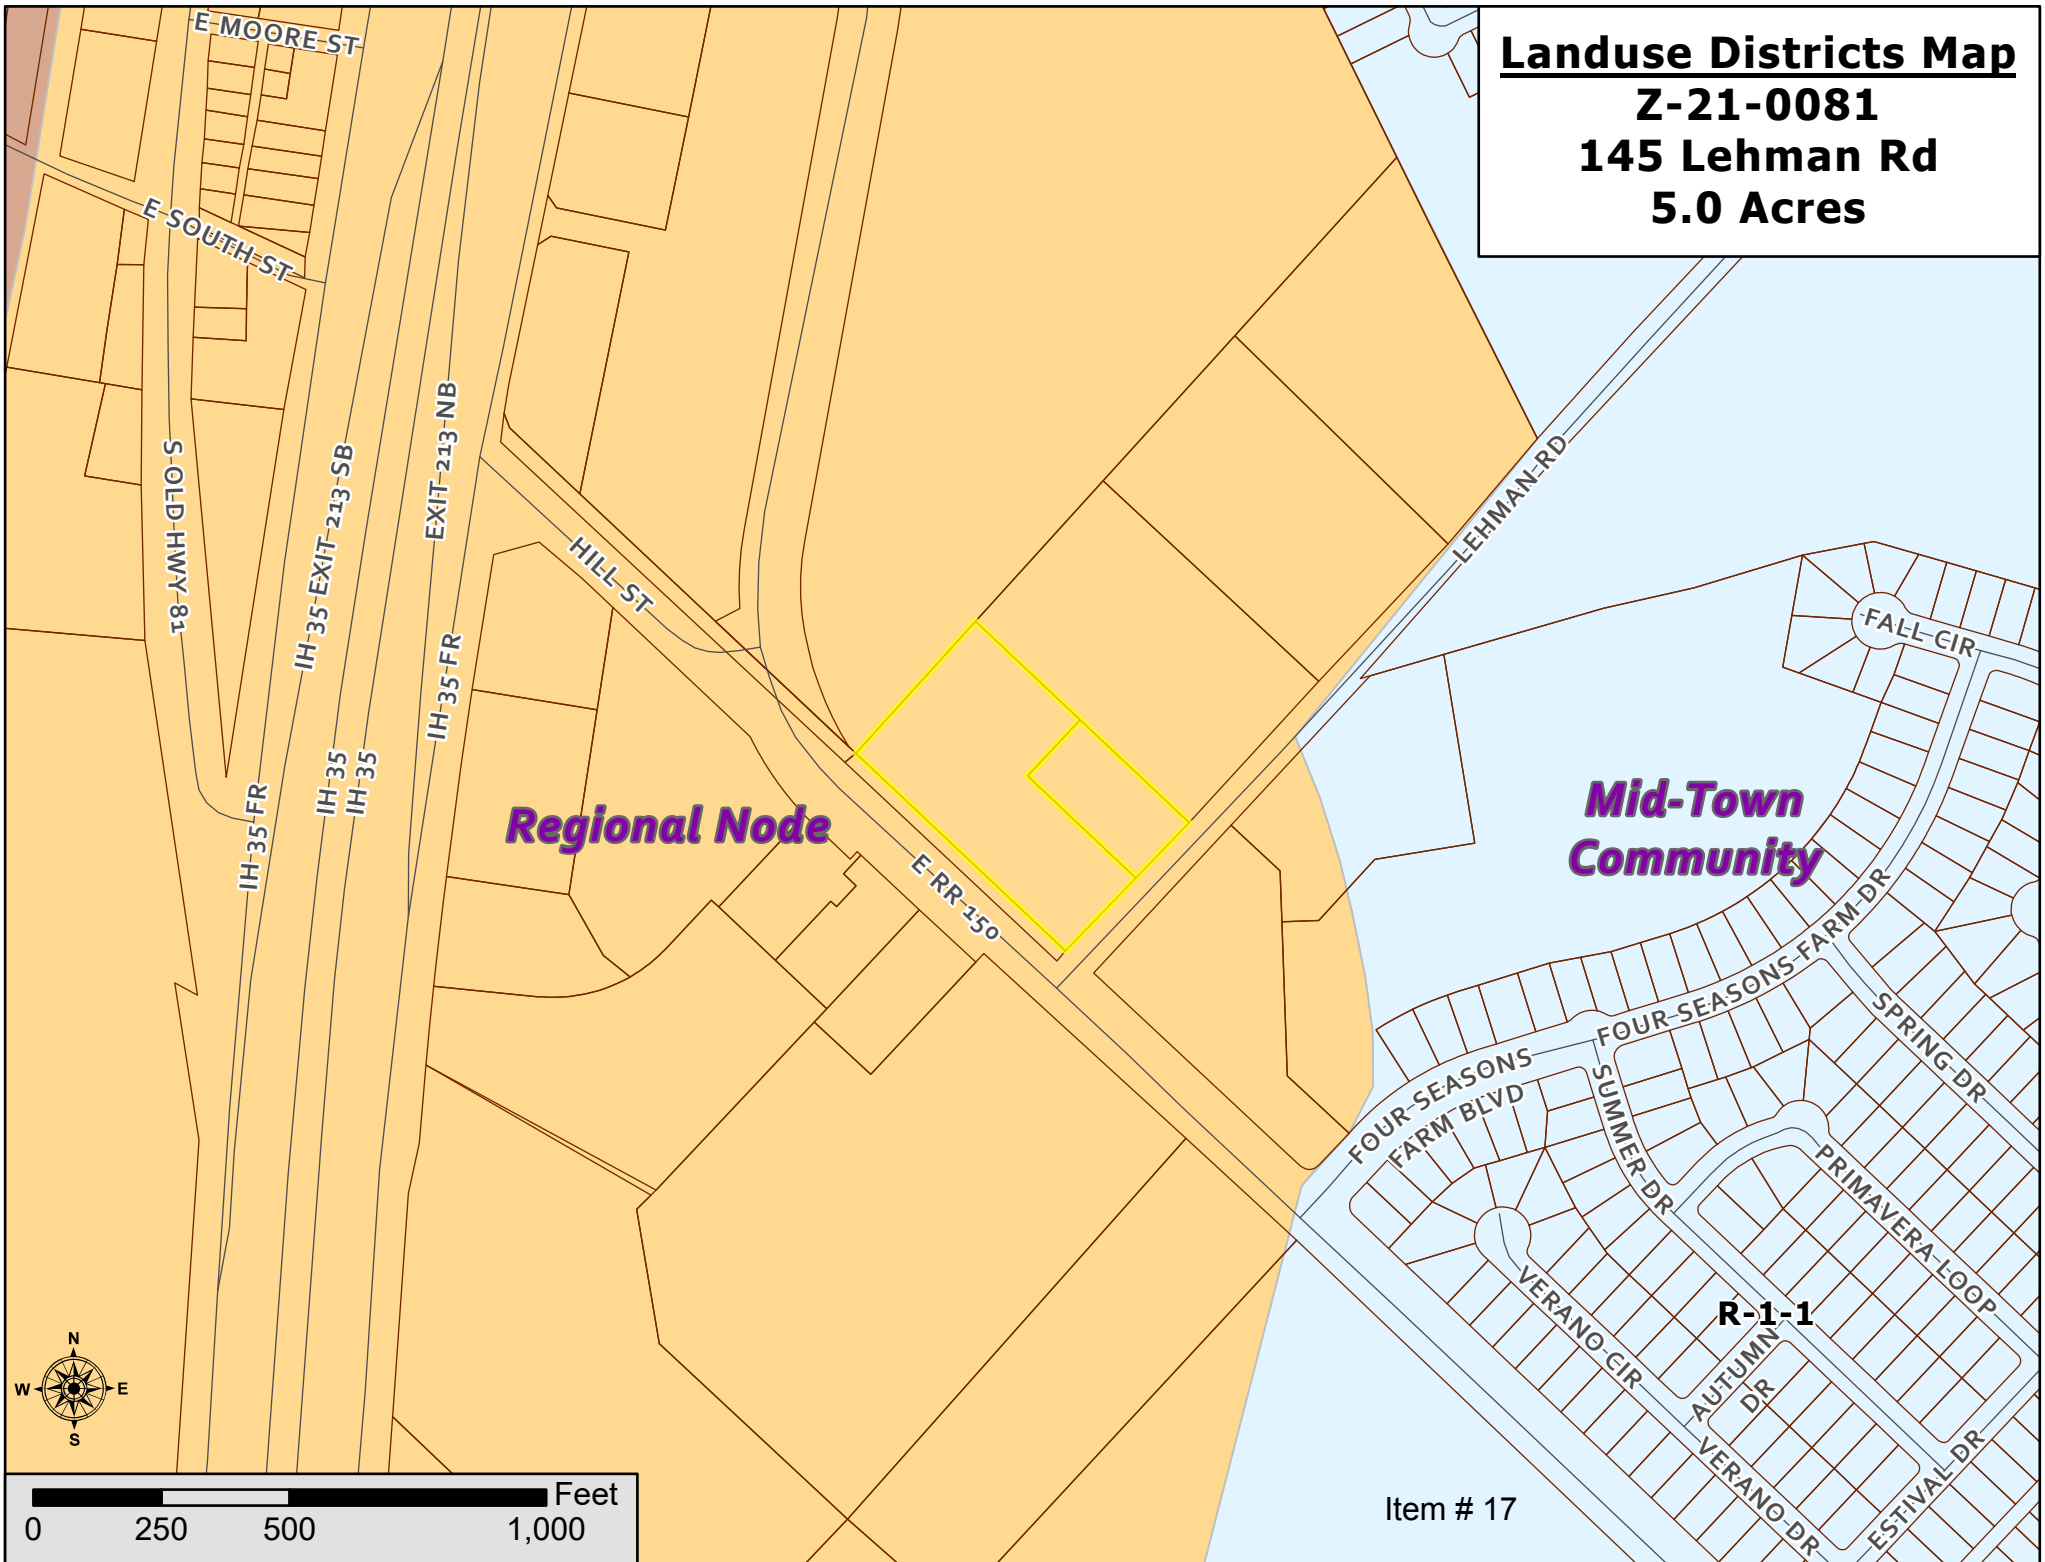 Landuse Districts Map
Z-21-0081
145 Lehman Rd
5.0 Acres
E MOORE ST
E SOUTH ST
S OLD HWY 81
IH 35 EXIT 213 SB
EXIT 213 NB
IH 35 FR
IH 35
IH 35
IH 35 FR
HILL ST
LEHMAN RD
E RR 150
Regional Node
Mid-Town
Community
FALL CIR
FOUR SEASONS FARM DR
FOUR SEASONS
FARM BLVD
SPRING DR
SUMMER DR
PRIMAVERA LOOP
R-1-1
VERANO CIR
AUTUMN
DR
VERANO DR
ESTIVAL DR
N
W
E
S
Feet
0
250
500
1,000
Item # 17